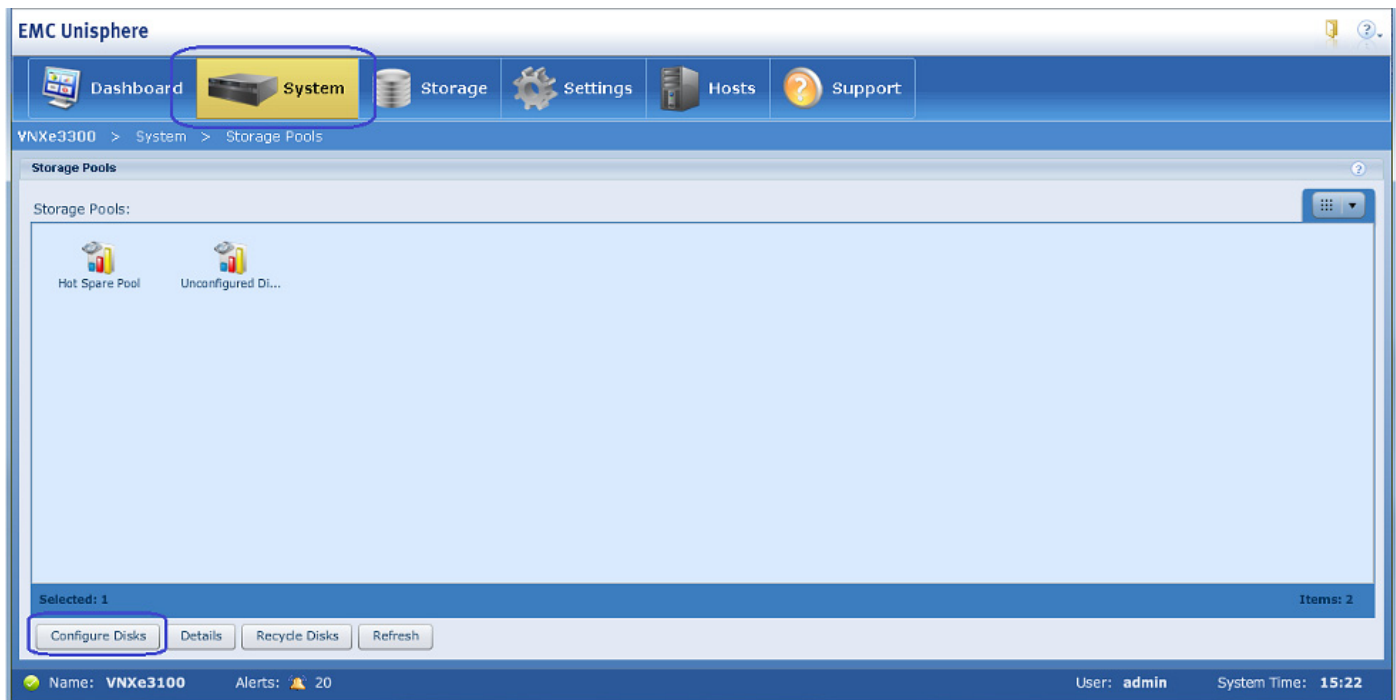 EMC Unisphere
Dashboard System Storage Settings Hosts Support
VNXe3300 > System > Storage Pools
Storage Pools
Storage Pools:
Hot Spare Pool Unconfigured Di...
Selected: 1 Items: 2
Configure Disks Details Recycle Disks Refresh
Name: VNXe3100 Alerts: 20 User: admin System Time: 15:22